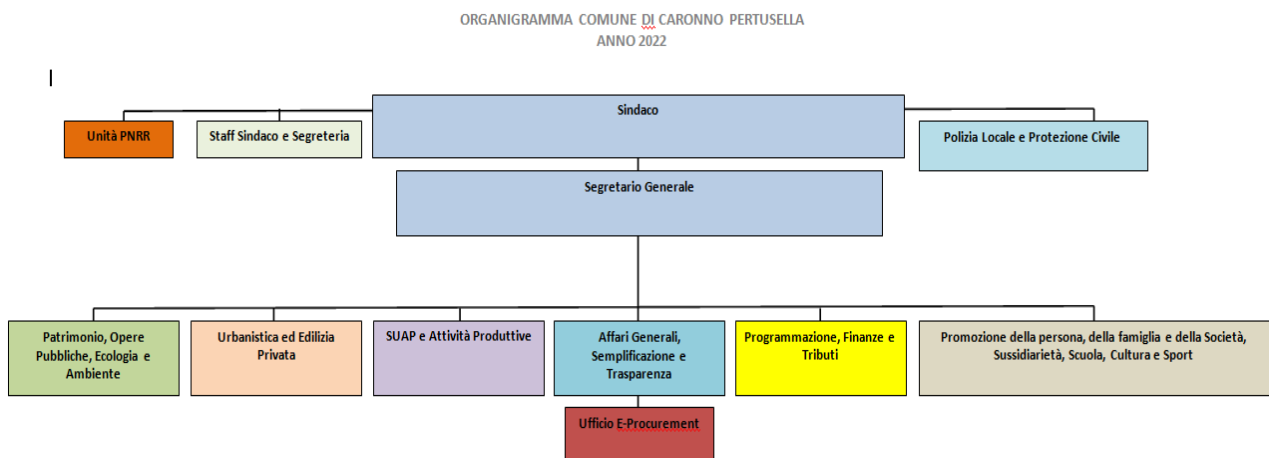 ORGANIGRAMMA COMUNE DI CARONNO PERTUSELLA
ANNO 2022
Sindaco
Unità PNRR
Staff Sindaco e Segreteria
Polizia Locale e Protezione Civile
Segretario Generale
Patrimonio, Opere
Pubbliche, Ecologia e
Ambiente
Urbanistica ed Edilizia
Privata
SUAP e Attività Produttive
Affari Generali,
Semplificazione e
Trasparenza
Programmazione, Finanze e
Tributi
Promozione della persona, della famiglia e della Società,
Sussidiarietà, Scuola, Cultura e Sport
Ufficio E-Procurement